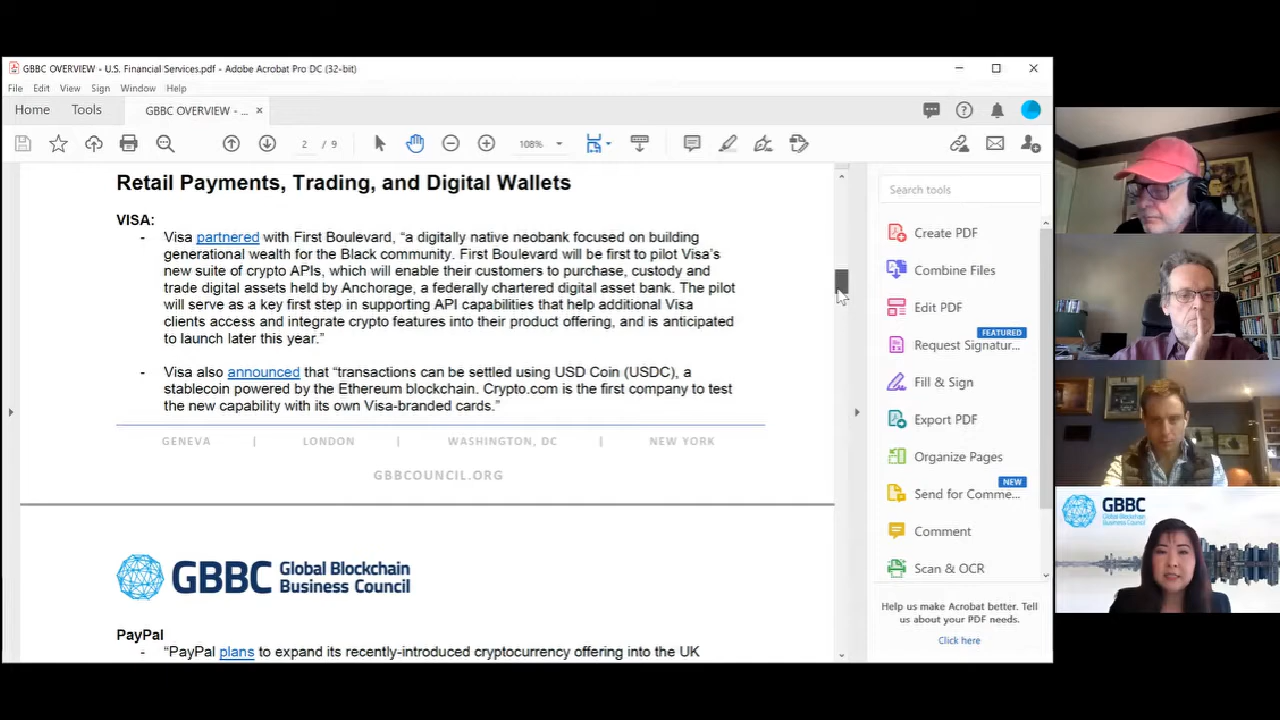 GBBC OVERVIEW - U.S. Financial Services.pdf - Adobe Acrobat Pro DC (32-bit)
File Edit View Sign Window Help
Home Tools GBBC OVERVIEW - ... ×
2 / 9 108%
Retail Payments, Trading, and Digital Wallets
VISA:
- Visa partnered with First Boulevard, “a digitally native neobank focused on building
generational wealth for the Black community. First Boulevard will be first to pilot Visa’s
new suite of crypto APIs, which will enable their customers to purchase, custody and
trade digital assets held by Anchorage, a federally chartered digital asset bank. The pilot
will serve as a key first step in supporting API capabilities that help additional Visa
clients access and integrate crypto features into their product offering, and is anticipated
to launch later this year.”
- Visa also announced that “transactions can be settled using USD Coin (USDC), a
stablecoin powered by the Ethereum blockchain. Crypto.com is the first company to test
the new capability with its own Visa-branded cards.”
GENEVA | LONDON | WASHINGTON, DC | NEW YORK
GBBCOUNCIL.ORG
GBBC Global Blockchain
Business Council
PayPal
- “PayPal plans to expand its recently-introduced cryptocurrency offering into the UK
Search tools
Create PDF
Combine Files
Edit PDF
FEATURED
Request Signatur...
Fill & Sign
Export PDF
Organize Pages
NEW
Send for Comme...
Comment
Scan & OCR
Help us make Acrobat better. Tell
us about your PDF needs.
Click here
GBBC
Global Blockchain
Business Council